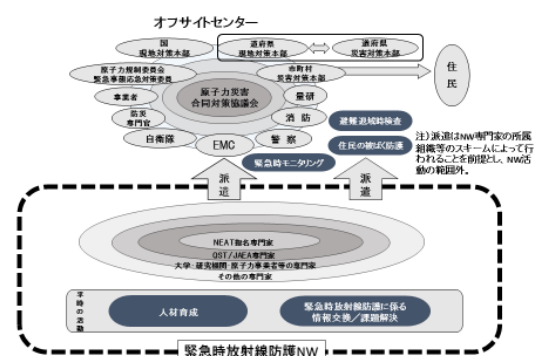 オフサイトセンター
国
現地対策本部
道府県
現地対策本部
道府県
災害対策本部
原子力規制委員会
緊急事態応急対策委員
市町村
災害対策本部
住民
原子力災害
合同対策協議会
事業者
量研
防災
専門官
消防
自衛隊
EMC
警察
避難退域時検査
住民の被ばく防護
緊急時モニタリング
注）派遣はNW専門家の所属
組織等のスキームによって行
われることを前提とし、NW活
動の範囲外。
派遣
派遣
NEAT指名専門家
QST/JAEA専門家
大学・研究機関・原子力事業者等の専門家
その他の専門家
平時の活動
人材育成
緊急時放射線防護に係る
情報交換／課題解決
緊急時放射線防護NW